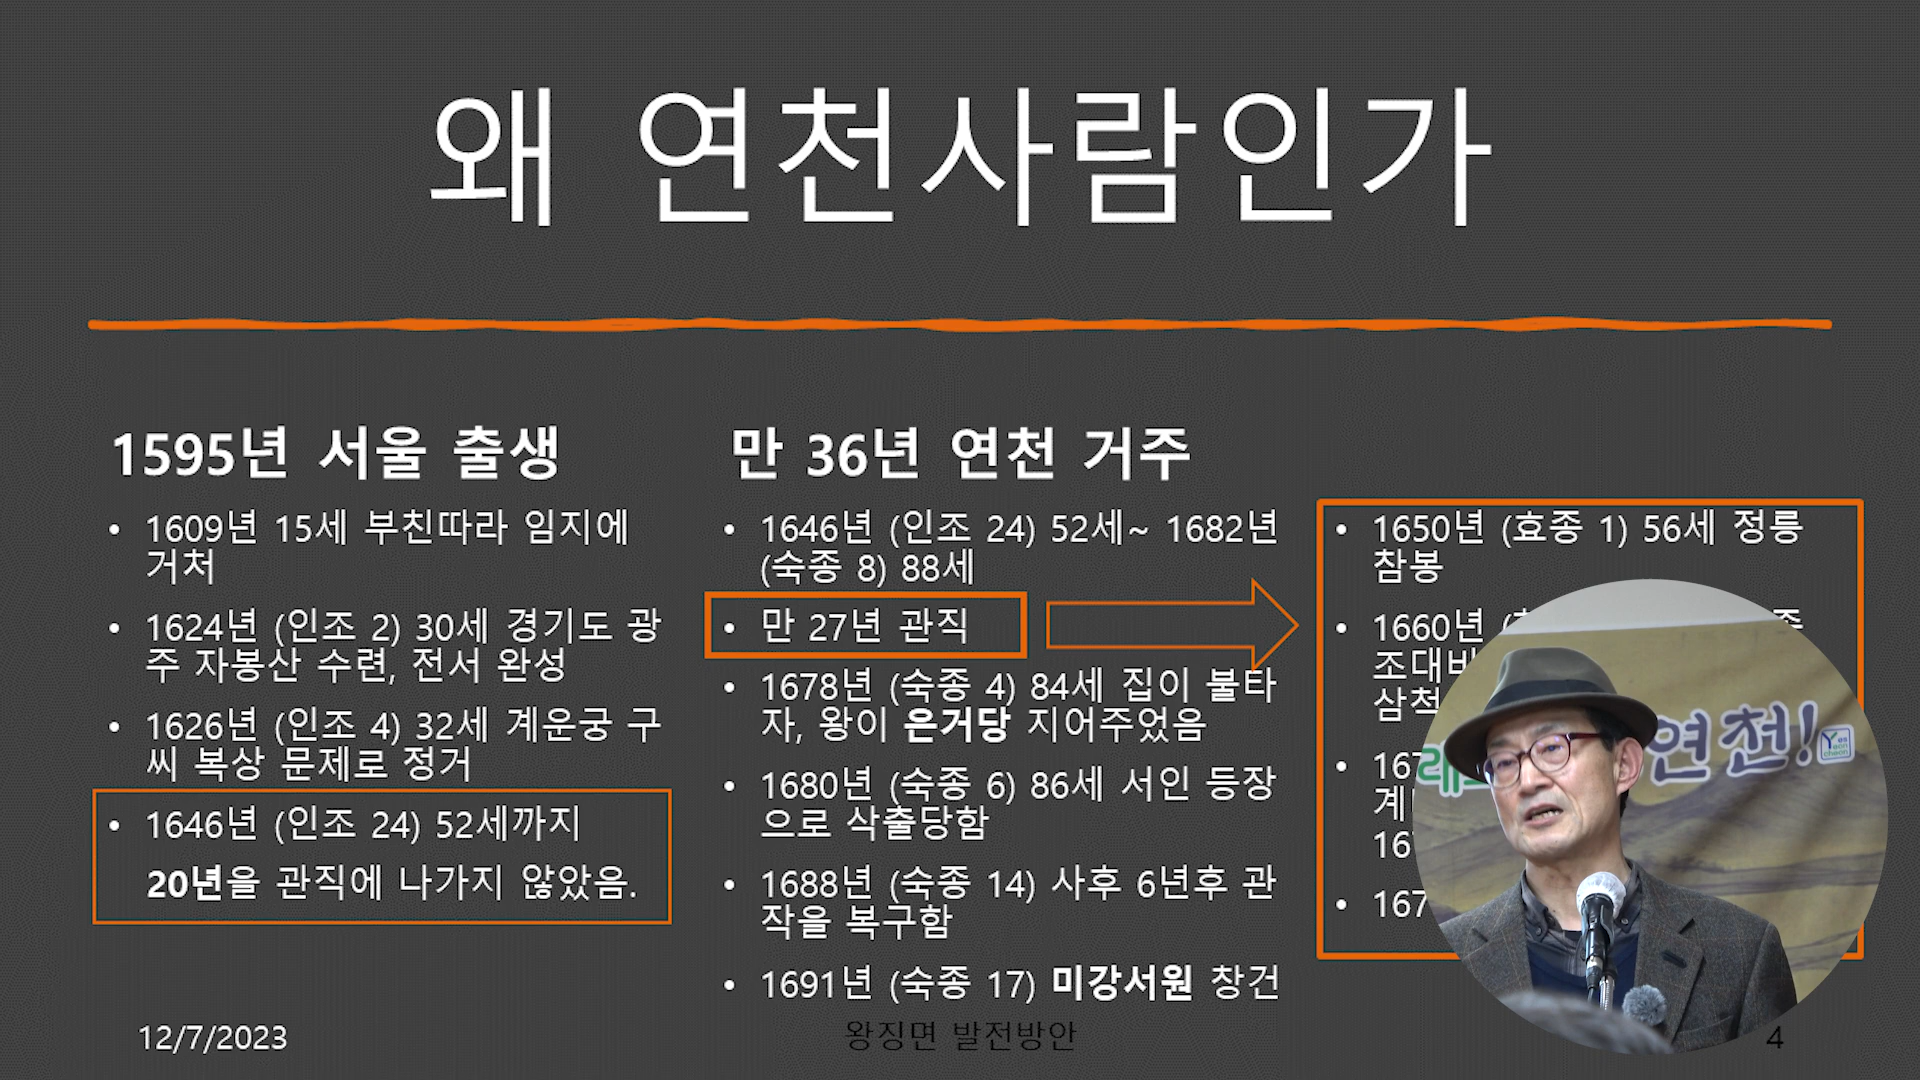 왜 연천사람인가
1595년 서울 출생
• 1609년 15세 부친따라 임지에
거처
• 1624년 (인조 2) 30세 경기도 광
주 자봉산 수련, 전서 완성
• 1626년 (인조 4) 32세 계운궁 구
씨 복상 문제로 정거
• 1646년 (인조 24) 52세까지
20년을 관직에 나가지 않았음.
만 36년 연천 거주
• 1646년 (인조 24) 52세~ 1682년
(숙종 8) 88세
• 만 27년 관직
• 1678년 (숙종 4) 84세 집이 불타
자, 왕이 은거당 지어주었음
• 1680년 (숙종 6) 86세 서인 등장
으로 삭출당함
• 1688년 (숙종 14) 사후 6년후 관
작을 복구함
• 1691년 (숙종 17) 미강서원 창건
• 1650년 (효종 1) 56세 정릉
참봉
• 1660년
조대비
삼척
연천!
Yes
12/7/2023
왕징면 발전방안
4